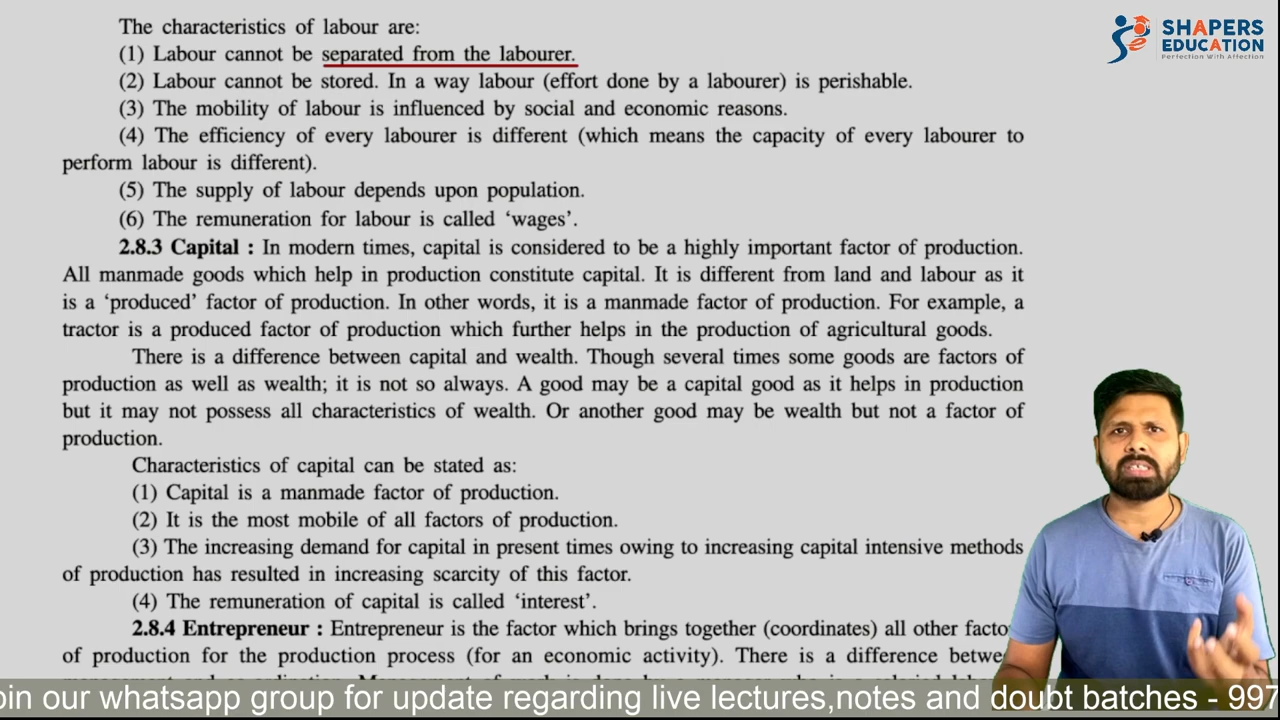 The characteristics of labour are:
(1) Labour cannot be separated from the labourer.
(2) Labour cannot be stored. In a way labour (effort done by a labourer) is perishable.
(3) The mobility of labour is influenced by social and economic reasons.
(4) The efficiency of every labourer is different (which means the capacity of every labourer to
perform labour is different).
(5) The supply of labour depends upon population.
(6) The remuneration for labour is called ‘wages’.
2.8.3 Capital : In modern times, capital is considered to be a highly important factor of production.
All manmade goods which help in production constitute capital. It is different from land and labour as it
is a ‘produced’ factor of production. In other words, it is a manmade factor of production. For example, a
tractor is a produced factor of production which further helps in the production of agricultural goods.
There is a difference between capital and wealth. Though several times some goods are factors of
production as well as wealth; it is not so always. A good may be a capital good as it helps in production
but it may not possess all characteristics of wealth. Or another good may be wealth but not a factor of
production.
Characteristics of capital can be stated as:
(1) Capital is a manmade factor of production.
(2) It is the most mobile of all factors of production.
(3) The increasing demand for capital in present times owing to increasing capital intensive methods
of production has resulted in increasing scarcity of this factor.
(4) The remuneration of capital is called ‘interest’.
2.8.4 Entrepreneur : Entrepreneur is the factor which brings together (coordinates) all other facto
of production for the production process (for an economic activity). There is a difference betwe
oin our whatsapp group for update regarding live lectures,notes and doubt batches - 997
SHAPERS
EDUCATION
Perfection With Affection